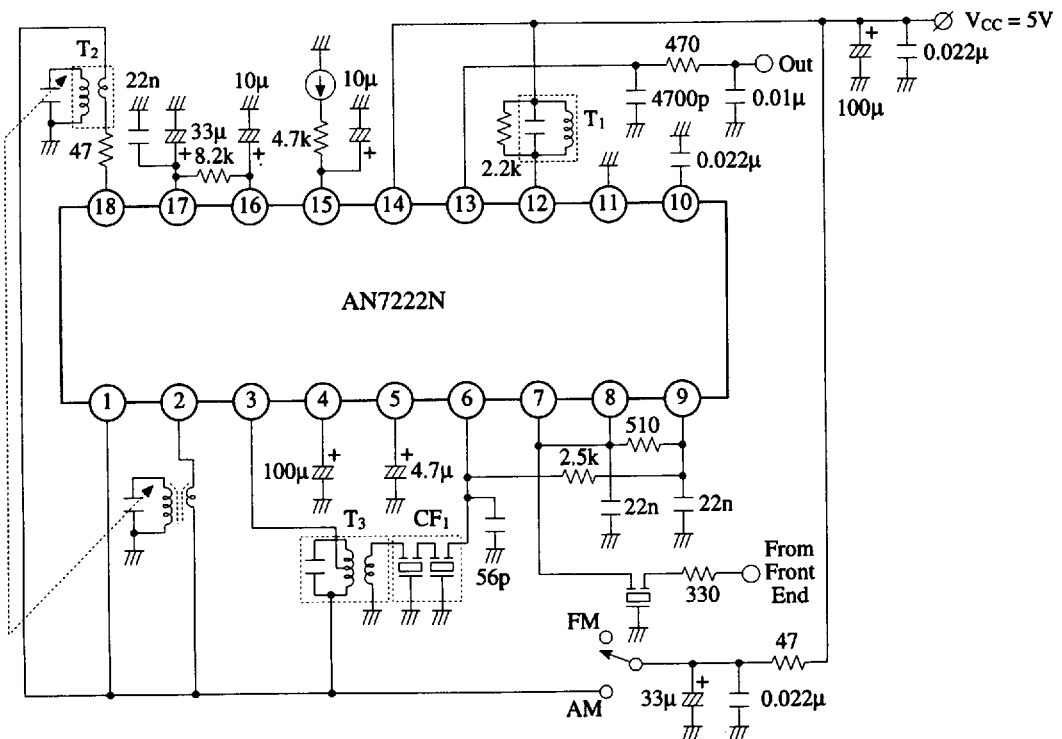 V_CC = 5V
T₂
22n
10μ
10μ
470
Out
0.022μ
100μ
4700p
0.01μ
T₁
33μ
4.7k
47
8.2k
2.2k
0.022μ
18
17
16
15
14
13
12
11
10
AN7222N
1
2
3
4
5
6
7
8
9
510
100μ
4.7μ
2.5k
22n
22n
T₃
CF₁
56p
From
Front
End
330
FM
47
AM
33μ
0.022μ
+
+
+
+
+
+
+
+